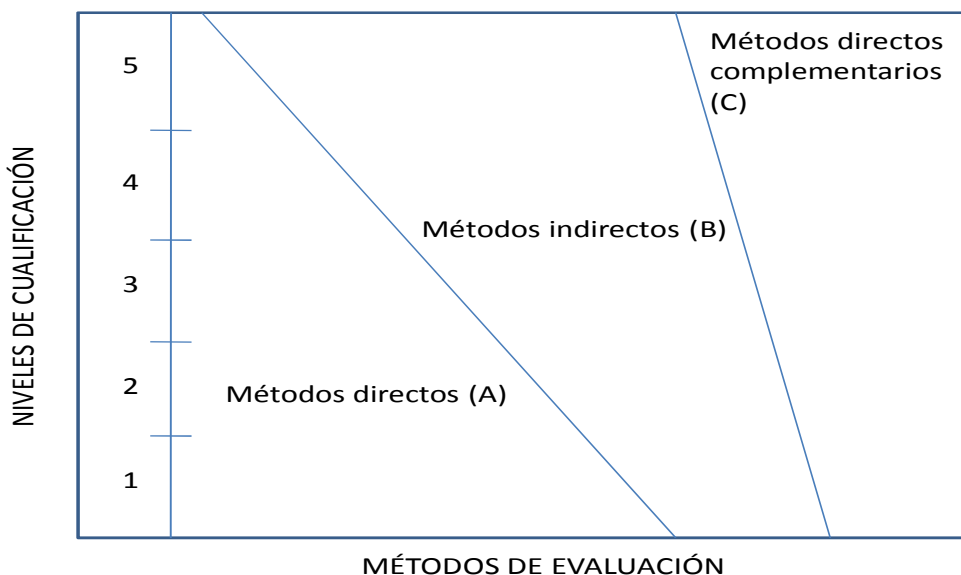 Métodos directos
complementarios
(C)
5
4
Métodos indirectos (B)
3
Métodos directos (A)
2
1
NIVELES DE CUALIFICACIÓN
MÉTODOS DE EVALUACIÓN